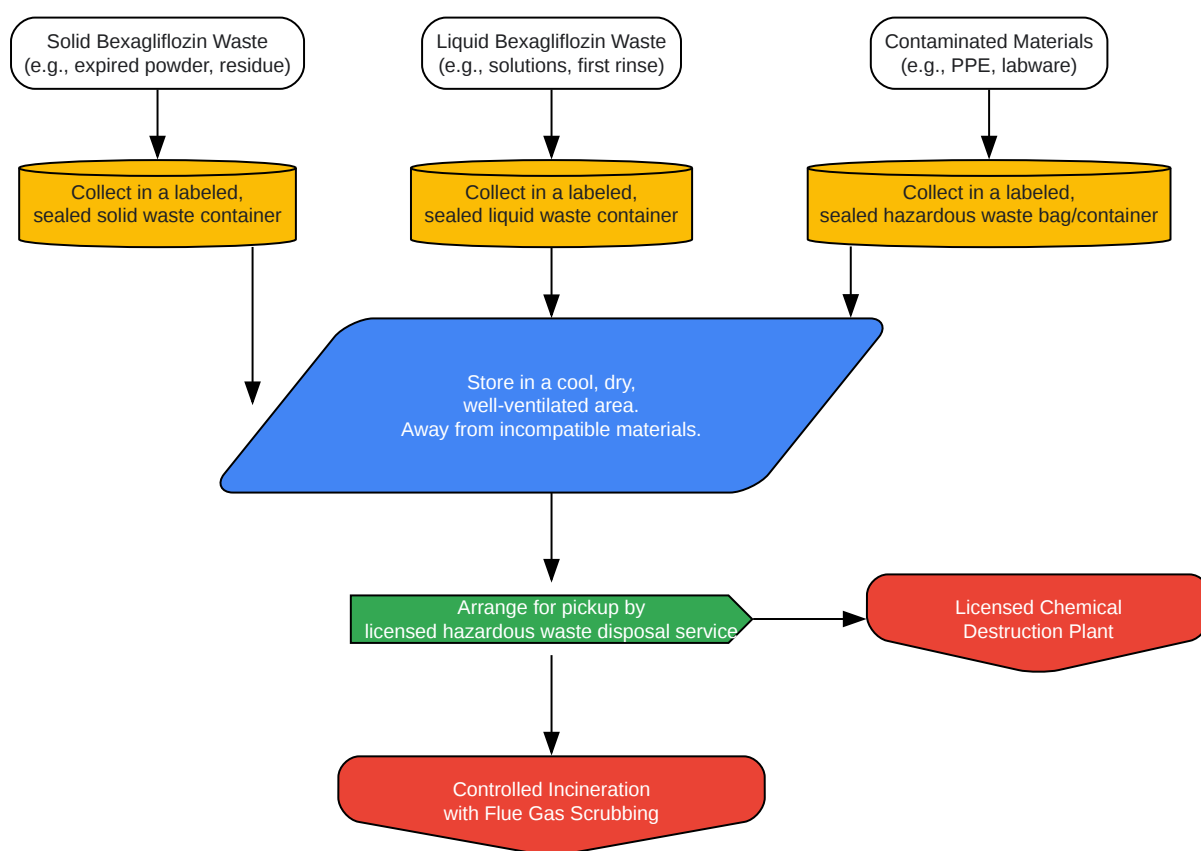 Solid Bexagliflozin Waste
(e.g., expired powder, residue)
Liquid Bexagliflozin Waste
(e.g., solutions, first rinse)
Contaminated Materials
(e.g., PPE, labware)
Collect in a labeled,
sealed solid waste container
Collect in a labeled,
sealed liquid waste container
Collect in a labeled,
sealed hazardous waste bag/container
Store in a cool, dry,
well-ventilated area.
Away from incompatible materials.
Arrange for pickup by
licensed hazardous waste disposal service
Licensed Chemical
Destruction Plant
Controlled Incineration
with Flue Gas Scrubbing